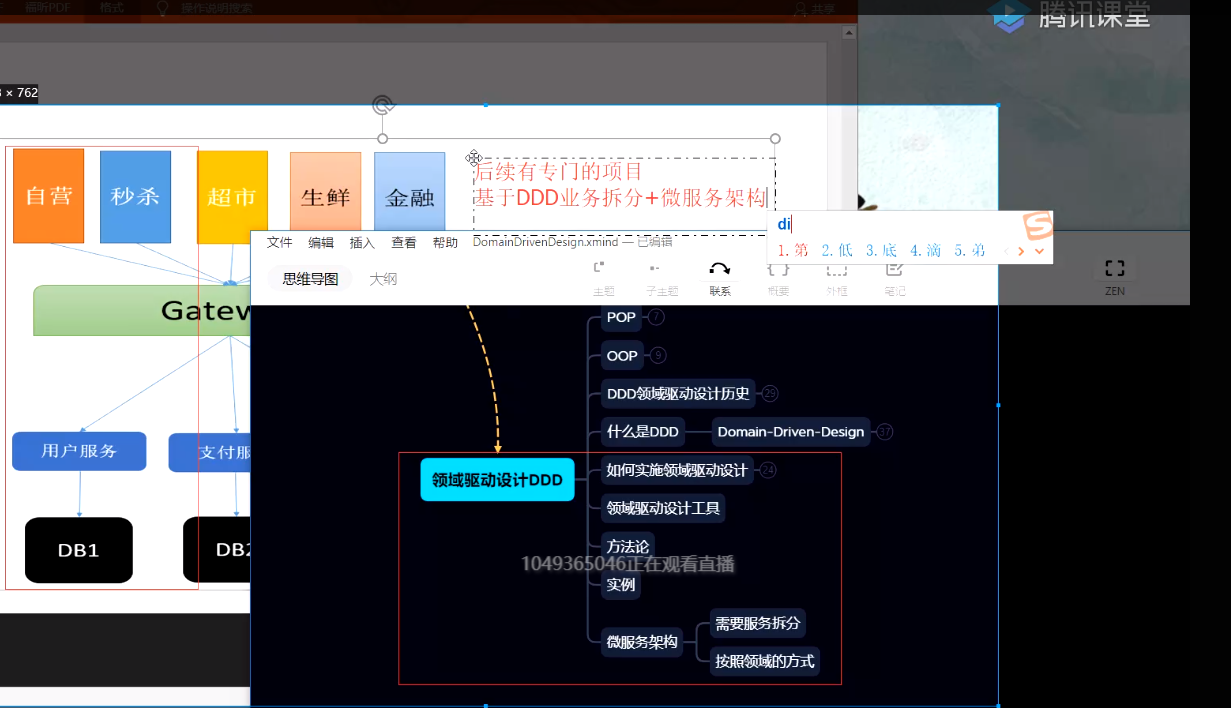 福昕PDF 格式 操作说明搜索 共享
腾讯课堂
× 762
自营 秒杀 超市 生鲜 金融
后续有专门的项目
基于DDD业务拆分+微服务架构
di
1.第 2.低 3.底 4.滴 5.弟
文件 编辑 插入 查看 帮助 DomainDrivenDesign.xmind — 已编辑
思维导图 大纲
主题 子主题 联系 概要 外框 笔记 ZEN
Gatew
用户服务 支付服
DB1 DB2
POP 7
OOP 9
DDD领域驱动设计历史 29
什么是DDD Domain-Driven-Design 37
领域驱动设计DDD
如何实施领域驱动设计 24
领域驱动设计工具
方法论
1049365046正在观看直播
实例
微服务架构
需要服务拆分
按照领域的方式